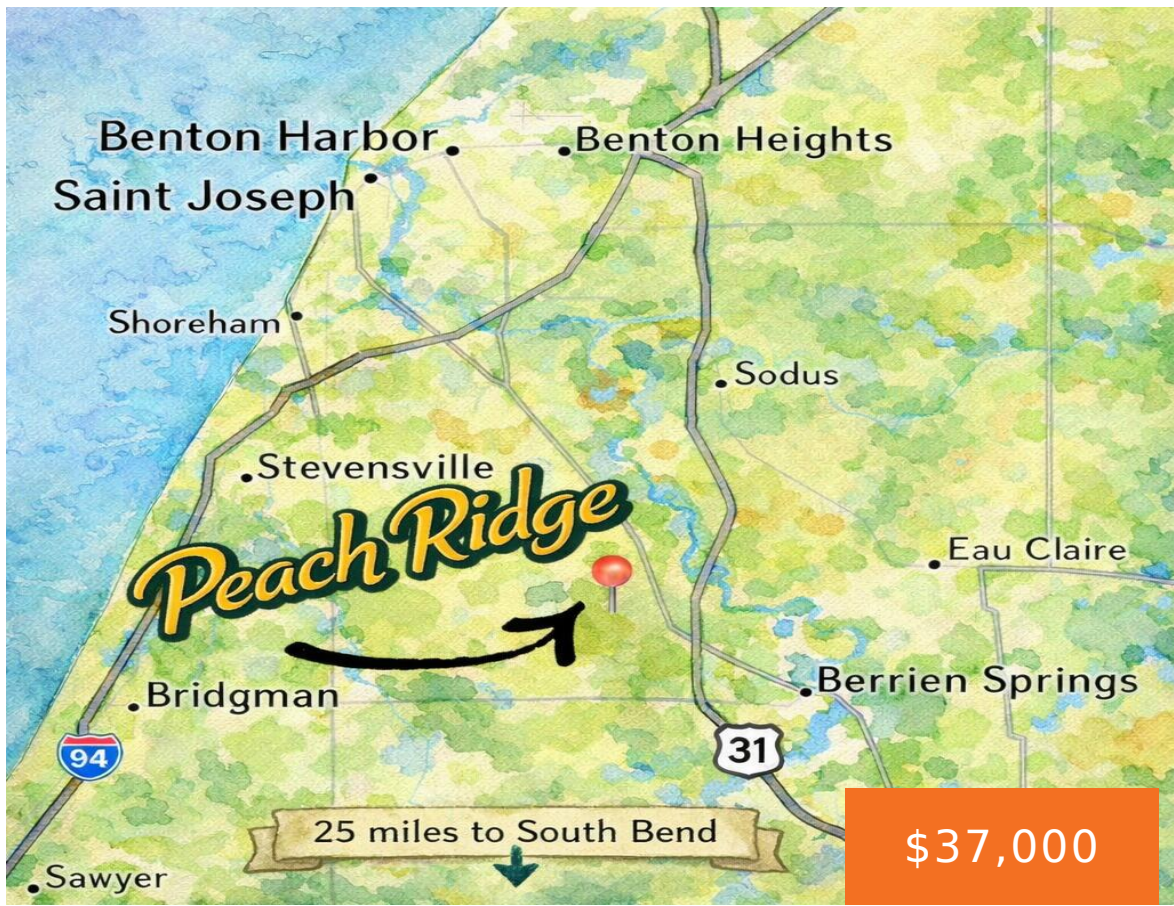 Benton Harbor
Benton Heights
Saint Joseph
Shoreham
Sodus
Stevensville
Peach Ridge
Eau Claire
Bridgman
Berrien Springs
94
31
25 miles to South Bend
$37,000
Sawyer